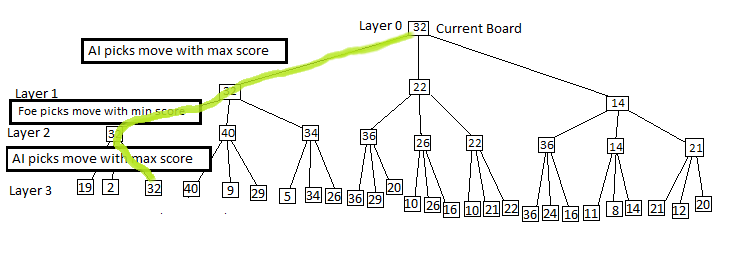 Layer 0 32 Current Board
AI picks move with max score
Layer 1 32 22 14
Foe picks move with min score
Layer 2 40 34 36 26 22 36 14 21
AI picks move with max score
Layer 3 19 2 32 40 9 29 5 34 26 36 29 20 10 26 16 10 21 22 36 24 16 11 8 14 21 12 20